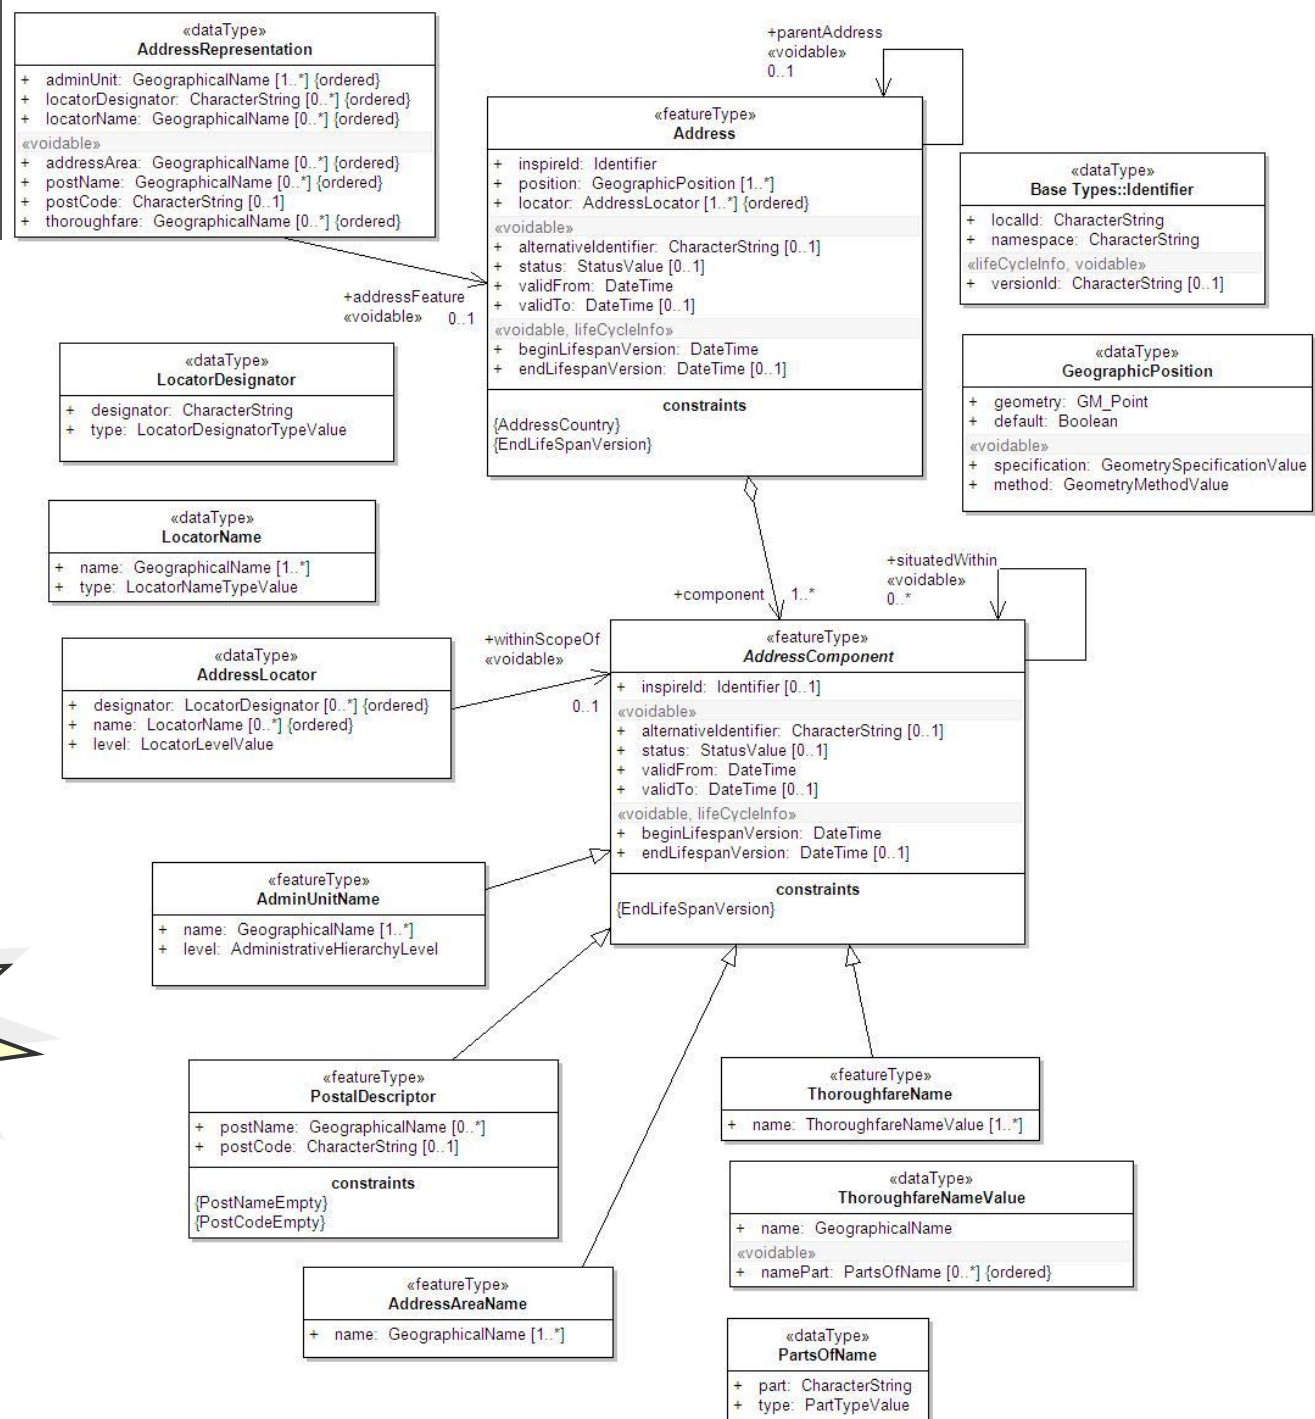 «dataType»
AddressRepresentation
+ adminUnit: GeographicalName [1..*] {ordered}
+ locatorDesignator: CharacterString [0..*] {ordered}
+ locatorName: GeographicalName [0..*] {ordered}
«voidable»
+ addressArea: GeographicalName [0..*] {ordered}
+ postName: GeographicalName [0..*] {ordered}
+ postCode: CharacterString [0..1]
+ thoroughfare: GeographicalName [0..*] {ordered}
+parentAddress
«voidable»
0..1
«featureType»
Address
+ inspireId: Identifier
+ position: GeographicPosition [1..*]
+ locator: AddressLocator [1..*] {ordered}
«voidable»
+ alternativeIdentifier: CharacterString [0..1]
+ status: StatusValue [0..1]
+ validFrom: DateTime
+ validTo: DateTime [0..1]
«voidable, lifeCycleInfo»
+ beginLifespanVersion: DateTime
+ endLifespanVersion: DateTime [0..1]
constraints
{AddressCountry}
{EndLifeSpanVersion}
«dataType»
Base Types::Identifier
+ localId: CharacterString
+ namespace: CharacterString
«lifeCycleInfo, voidable»
+ versionId: CharacterString [0..1]
+addressFeature
«voidable» 0..1
«dataType»
LocatorDesignator
+ designator: CharacterString
+ type: LocatorDesignatorTypeValue
«dataType»
GeographicPosition
+ geometry: GM_Point
+ default: Boolean
«voidable»
+ specification: GeometrySpecificationValue
+ method: GeometryMethodValue
«dataType»
LocatorName
+ name: GeographicalName [1..*]
+ type: LocatorNameTypeValue
+component 1..*
+situatedWithin
«voidable»
0..*
«dataType»
AddressLocator
+ designator: LocatorDesignator [0..*] {ordered}
+ name: LocatorName [0..*] {ordered}
+ level: LocatorLevelValue
+withinScopeOf
«voidable»
0..1
«featureType»
AddressComponent
+ inspireId: Identifier [0..1]
«voidable»
+ alternativeIdentifier: CharacterString [0..1]
+ status: StatusValue [0..1]
+ validFrom: DateTime
+ validTo: DateTime [0..1]
«voidable, lifeCycleInfo»
+ beginLifespanVersion: DateTime
+ endLifespanVersion: DateTime [0..1]
constraints
{EndLifeSpanVersion}
«featureType»
AdminUnitName
+ name: GeographicalName [1..*]
+ level: AdministrativeHierarchyLevel
«featureType»
PostalDescriptor
+ postName: GeographicalName [0..*]
+ postCode: CharacterString [0..1]
constraints
{PostNameEmpty}
{PostCodeEmpty}
«featureType»
ThoroughfareName
+ name: ThoroughfareNameValue [1..*]
«dataType»
ThoroughfareNameValue
+ name: GeographicalName
«voidable»
+ namePart: PartsOfName [0..*] {ordered}
«featureType»
AddressAreaName
+ name: GeographicalName [1..*]
«dataType»
PartsOfName
+ part: CharacterString
+ type: PartTypeValue